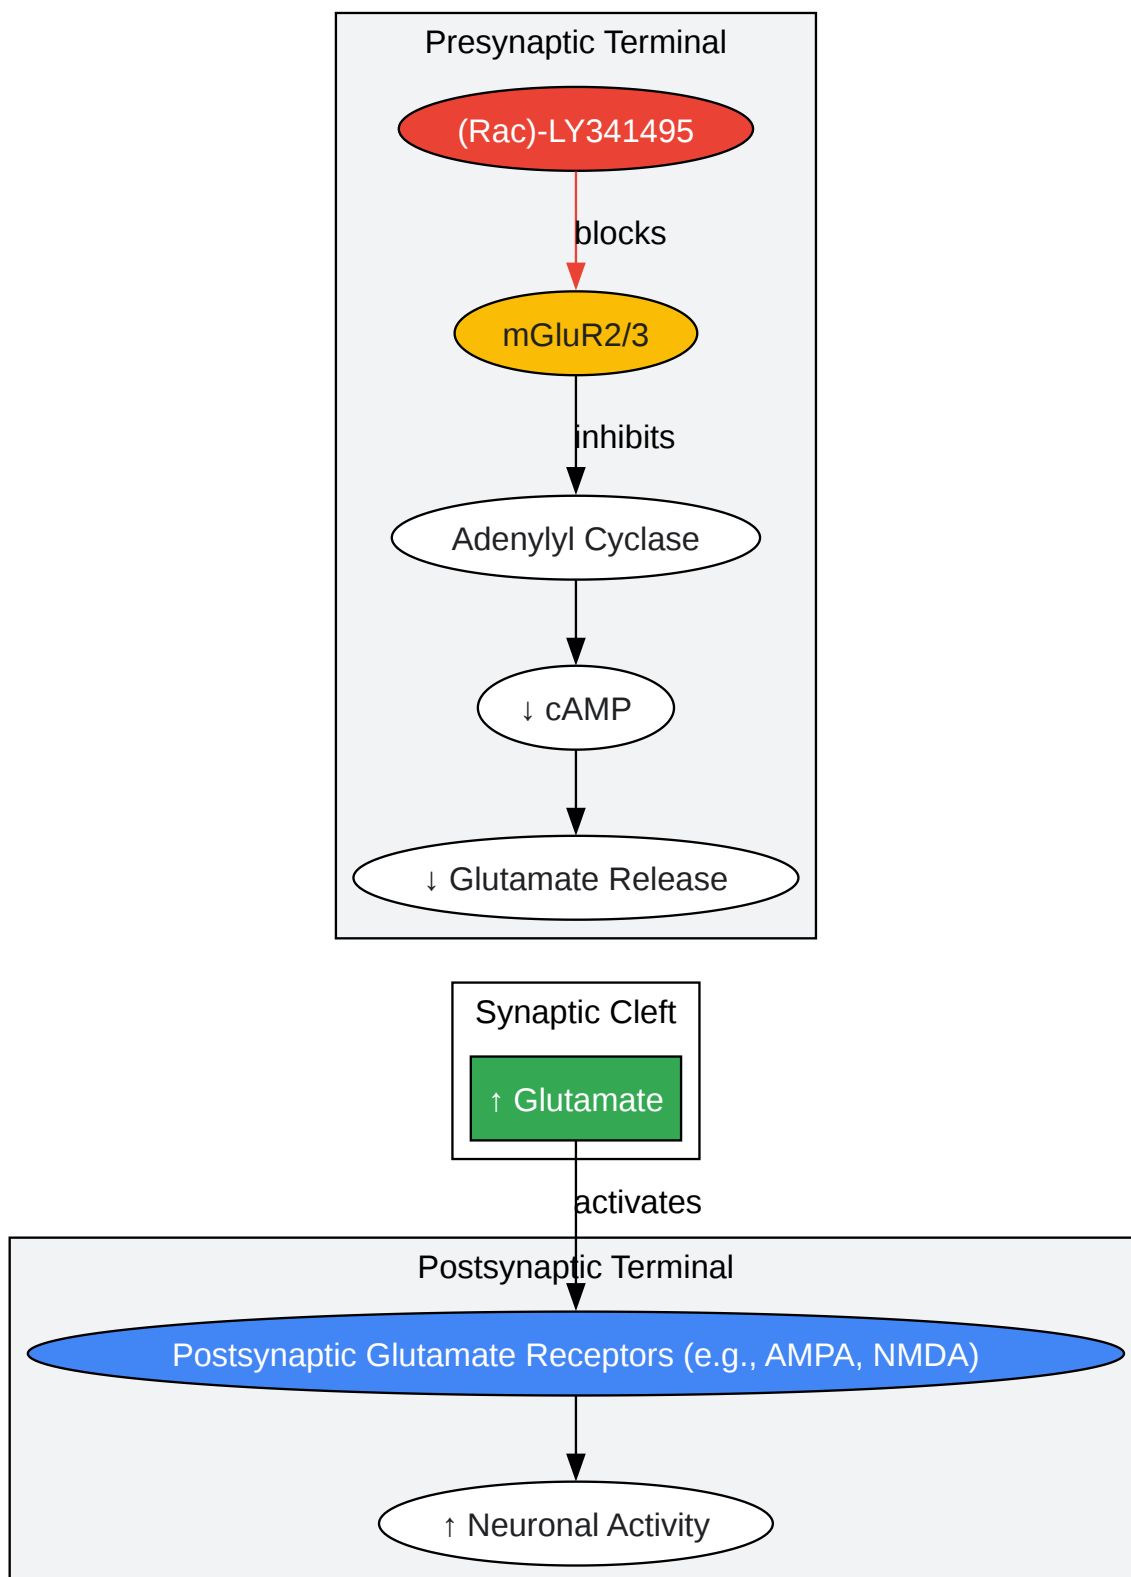 Presynaptic Terminal
(Rac)-LY341495
blocks
mGluR2/3
inhibits
Adenylyl Cyclase
↓ cAMP
↓ Glutamate Release
Synaptic Cleft
↑ Glutamate
activates
Postsynaptic Terminal
Postsynaptic Glutamate Receptors (e.g., AMPA, NMDA)
↑ Neuronal Activity